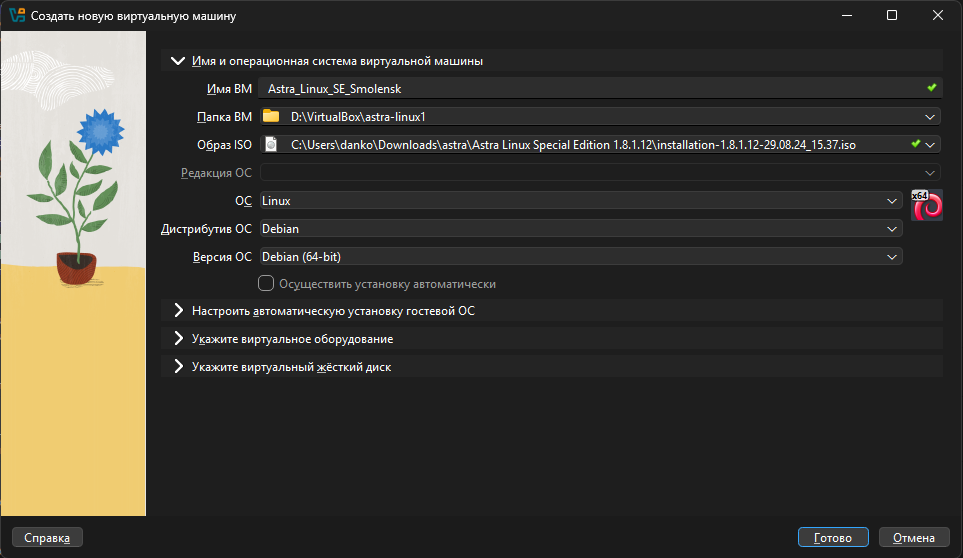 Создать новую виртуальную машину
Имя и операционная система виртуальной машины
Имя ВМ Astra_Linux_SE_Smolensk
Папка ВМ D:\VirtualBox\astra-linux1
Образ ISO C:\Users\danko\Downloads\astra\Astra Linux Special Edition 1.8.1.12\installation-1.8.1.12-29.08.24_15.37.iso
Редакция ОС
ОС Linux x64
Дистрибутив ОС Debian
Версия ОС Debian (64-bit)
Осуществить установку автоматически
Настроить автоматическую установку гостевой ОС
Укажите виртуальное оборудование
Укажите виртуальный жёсткий диск
Справка Готово Отмена